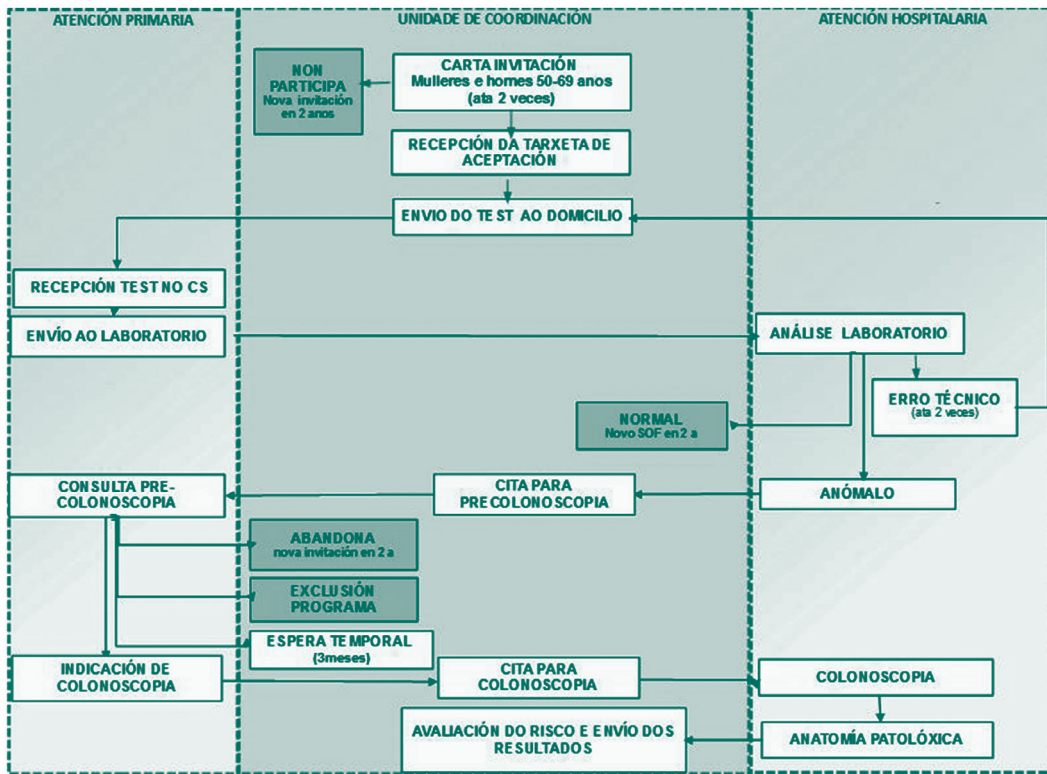 ATENCIÓN PRIMARIA
UNIDADE DE COORDINACIÓN
ATENCIÓN HOSPITALARIA
NON
PARTICIPA
Nova invitación
en 2 anos
CARTA INVITACIÓN
Mulleres e homes 50-69 anos
(ata 2 veces)
RECEPCIÓN DA TARXETA DE
ACEPTACIÓN
ENVIO DO TEST AO DOMICILIO
RECEPCIÓN TEST NO CS
ENVÍO AO LABORATORIO
ANÁLISE LABORATORIO
ERRO TÉCNICO
(ata 2 veces)
NORMAL
Novo SOF en 2 a
CONSULTA PRE-
COLONOSCOPIA
CITA PARA
PRECOLONOSCOPIA
ANÓMALO
ABANDONA
nova invitación en 2 a
EXCLUSIÓN
PROGRAMA
ESPERA TEMPORAL
(3meses)
INDICACIÓN DE
COLONOSCOPIA
CITA PARA
COLONOSCOPIA
COLONOSCOPIA
AVALIACIÓN DO RISCO E ENVÍO DOS
RESULTADOS
ANATOMÍA PATOLÓXICA